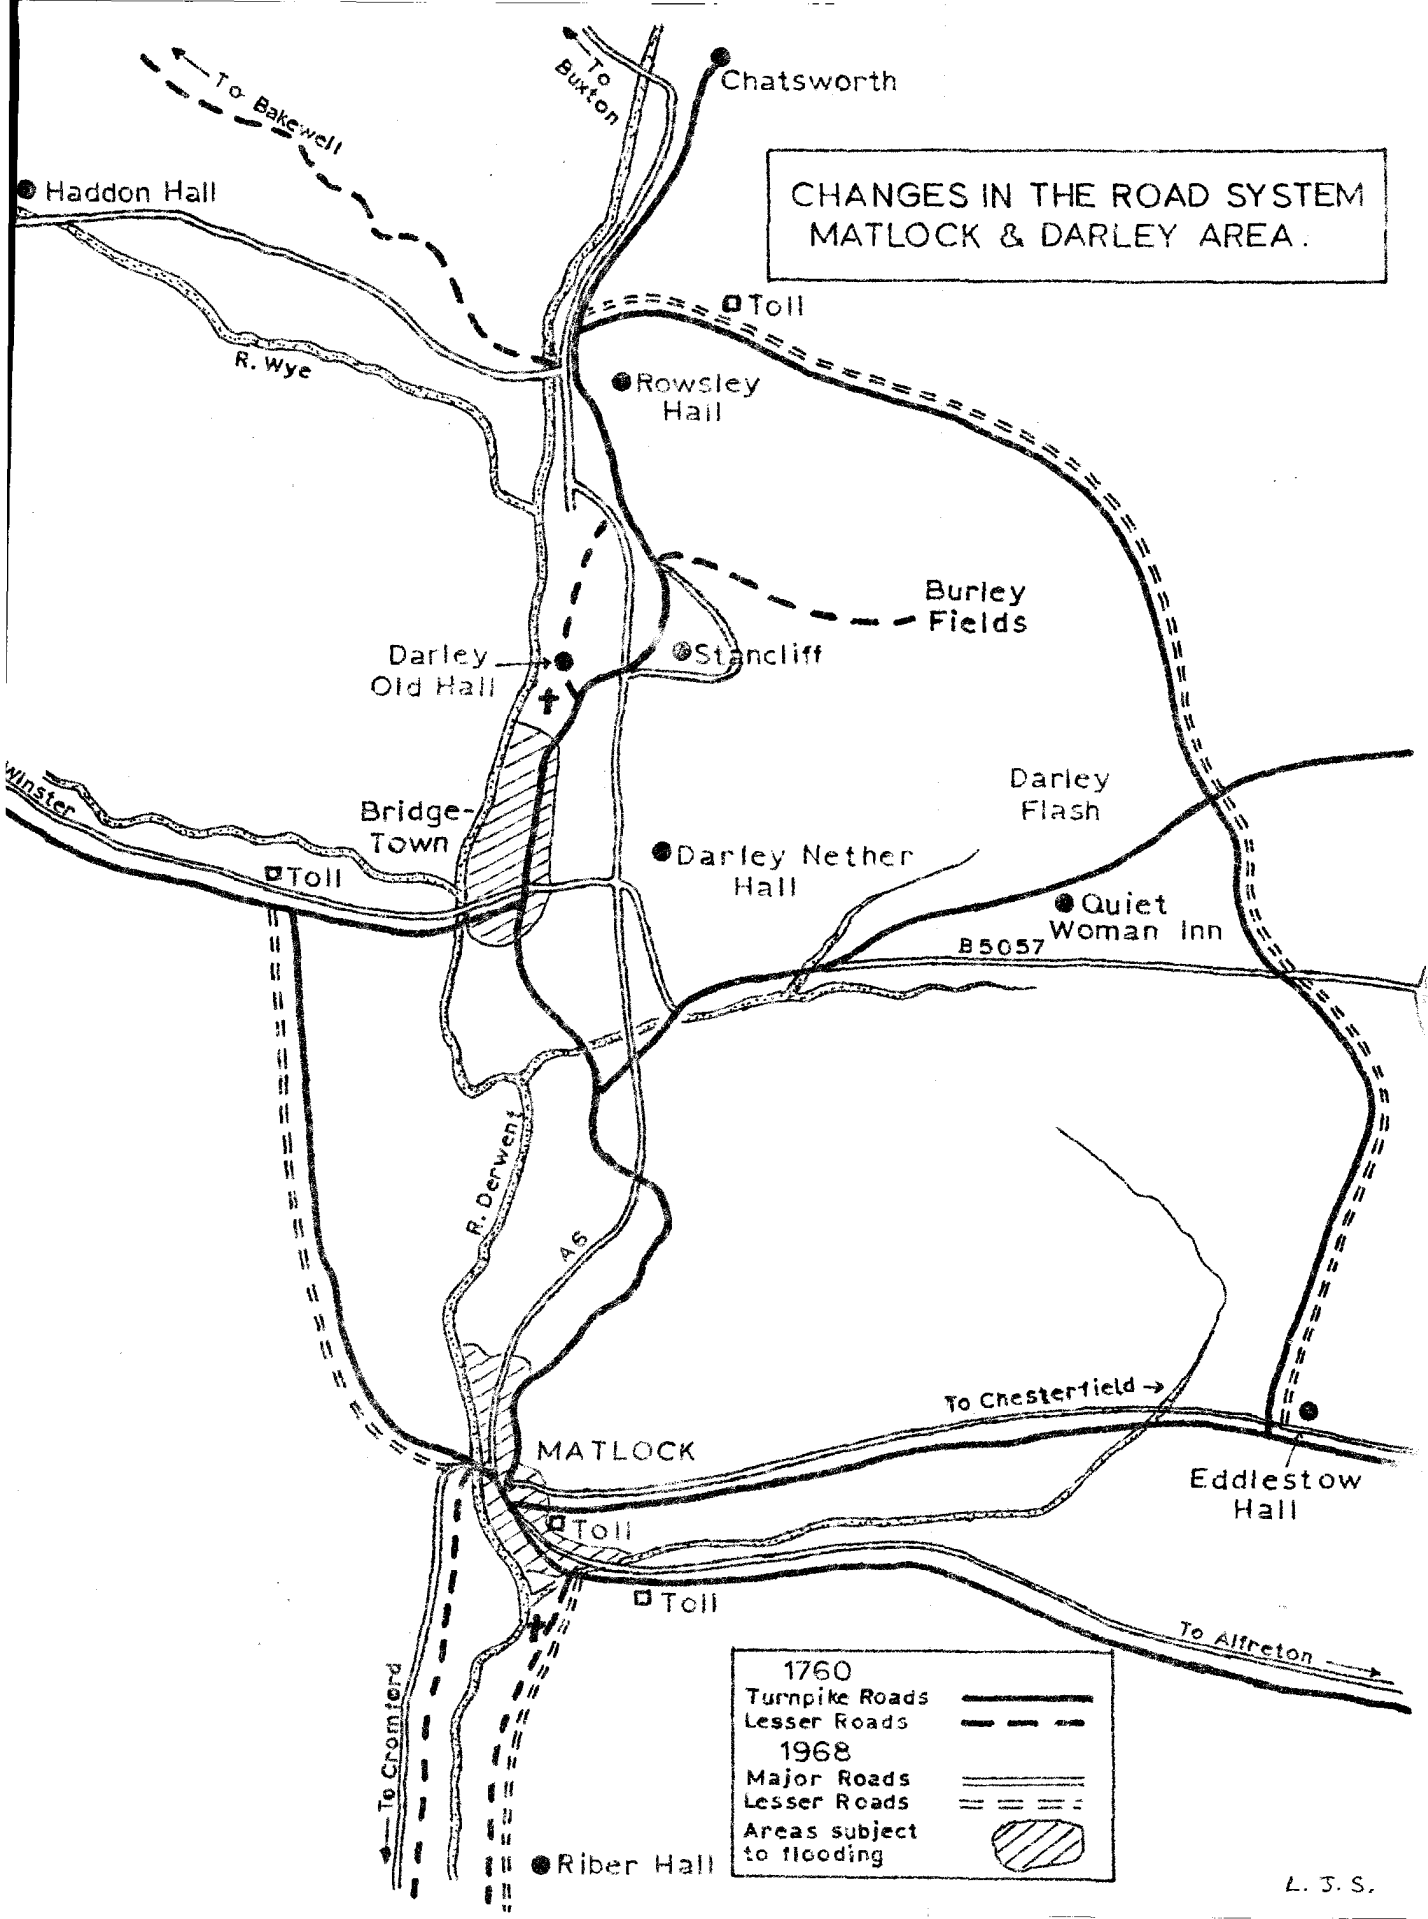 To Buxton
Chatsworth
To Bakewell
Haddon Hall
CHANGES IN THE ROAD SYSTEM
MATLOCK & DARLEY AREA.
Toll
R. Wye
Rowsley
Hall
Burley
Fields
Darley
Old Hall
Stancliff
Winster
Darley
Flash
Bridge-
Town
Toll
Darley Nether
Hall
Quiet
Woman Inn
B5057
R. Derwent
A6
To Chesterfield
MATLOCK
Eddlestow
Hall
Toll
Toll
To Alfreton
To Cromford
Riber Hall
1760
Turnpike Roads
Lesser Roads
1968
Major Roads
Lesser Roads
Areas subject
to flooding
L. J. S.